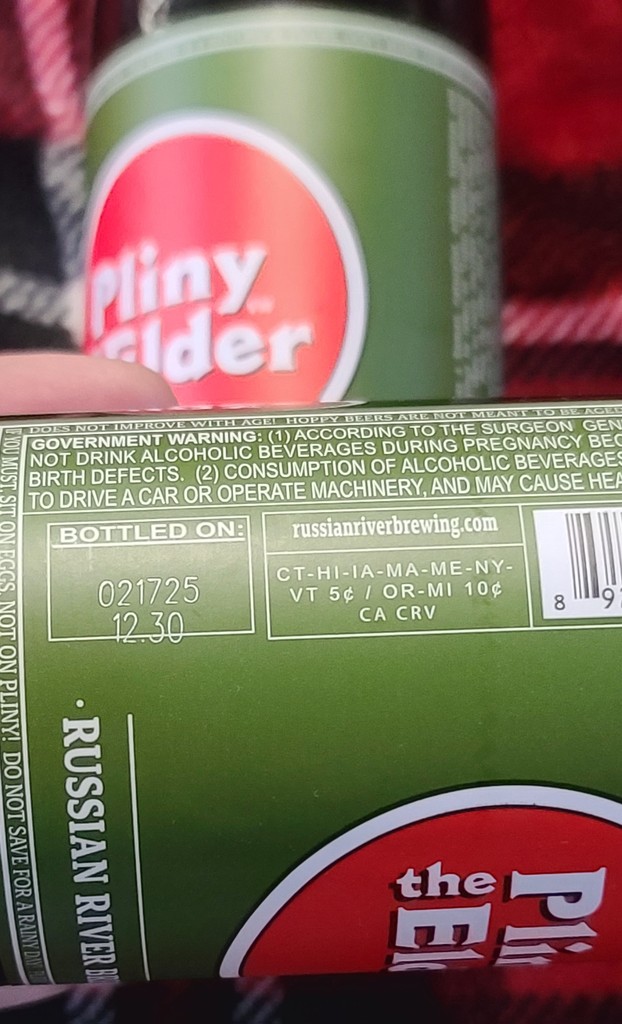 Pliny
Elder
DOES NOT IMPROVE WITH AGE! HOPPY BEERS ARE NOT MEANT TO BE AGED
GOVERNMENT WARNING: (1) ACCORDING TO THE SURGEON GEN
NOT DRINK ALCOHOLIC BEVERAGES DURING PREGNANCY BEC
BIRTH DEFECTS. (2) CONSUMPTION OF ALCOHOLIC BEVERAGES
TO DRIVE A CAR OR OPERATE MACHINERY, AND MAY CAUSE HEA
BOTTLED ON:
021725
12.30
russianriverbrewing.com
CT-HI-IA-MA-ME-NY-
VT 5¢ / OR-MI 10¢
CA CRV
8 9
YOU MUST, SIT ON EGGS, NOT ON PLINY! DO NOT SAVE FOR A RAINY DAY
· RUSSIAN RIVER B
the
Pli
El